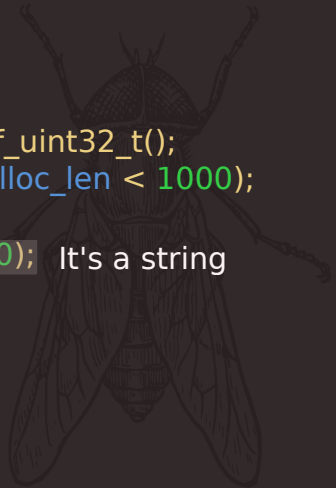 f_uint32_t();
lloc_len < 1000);
0); It's a string